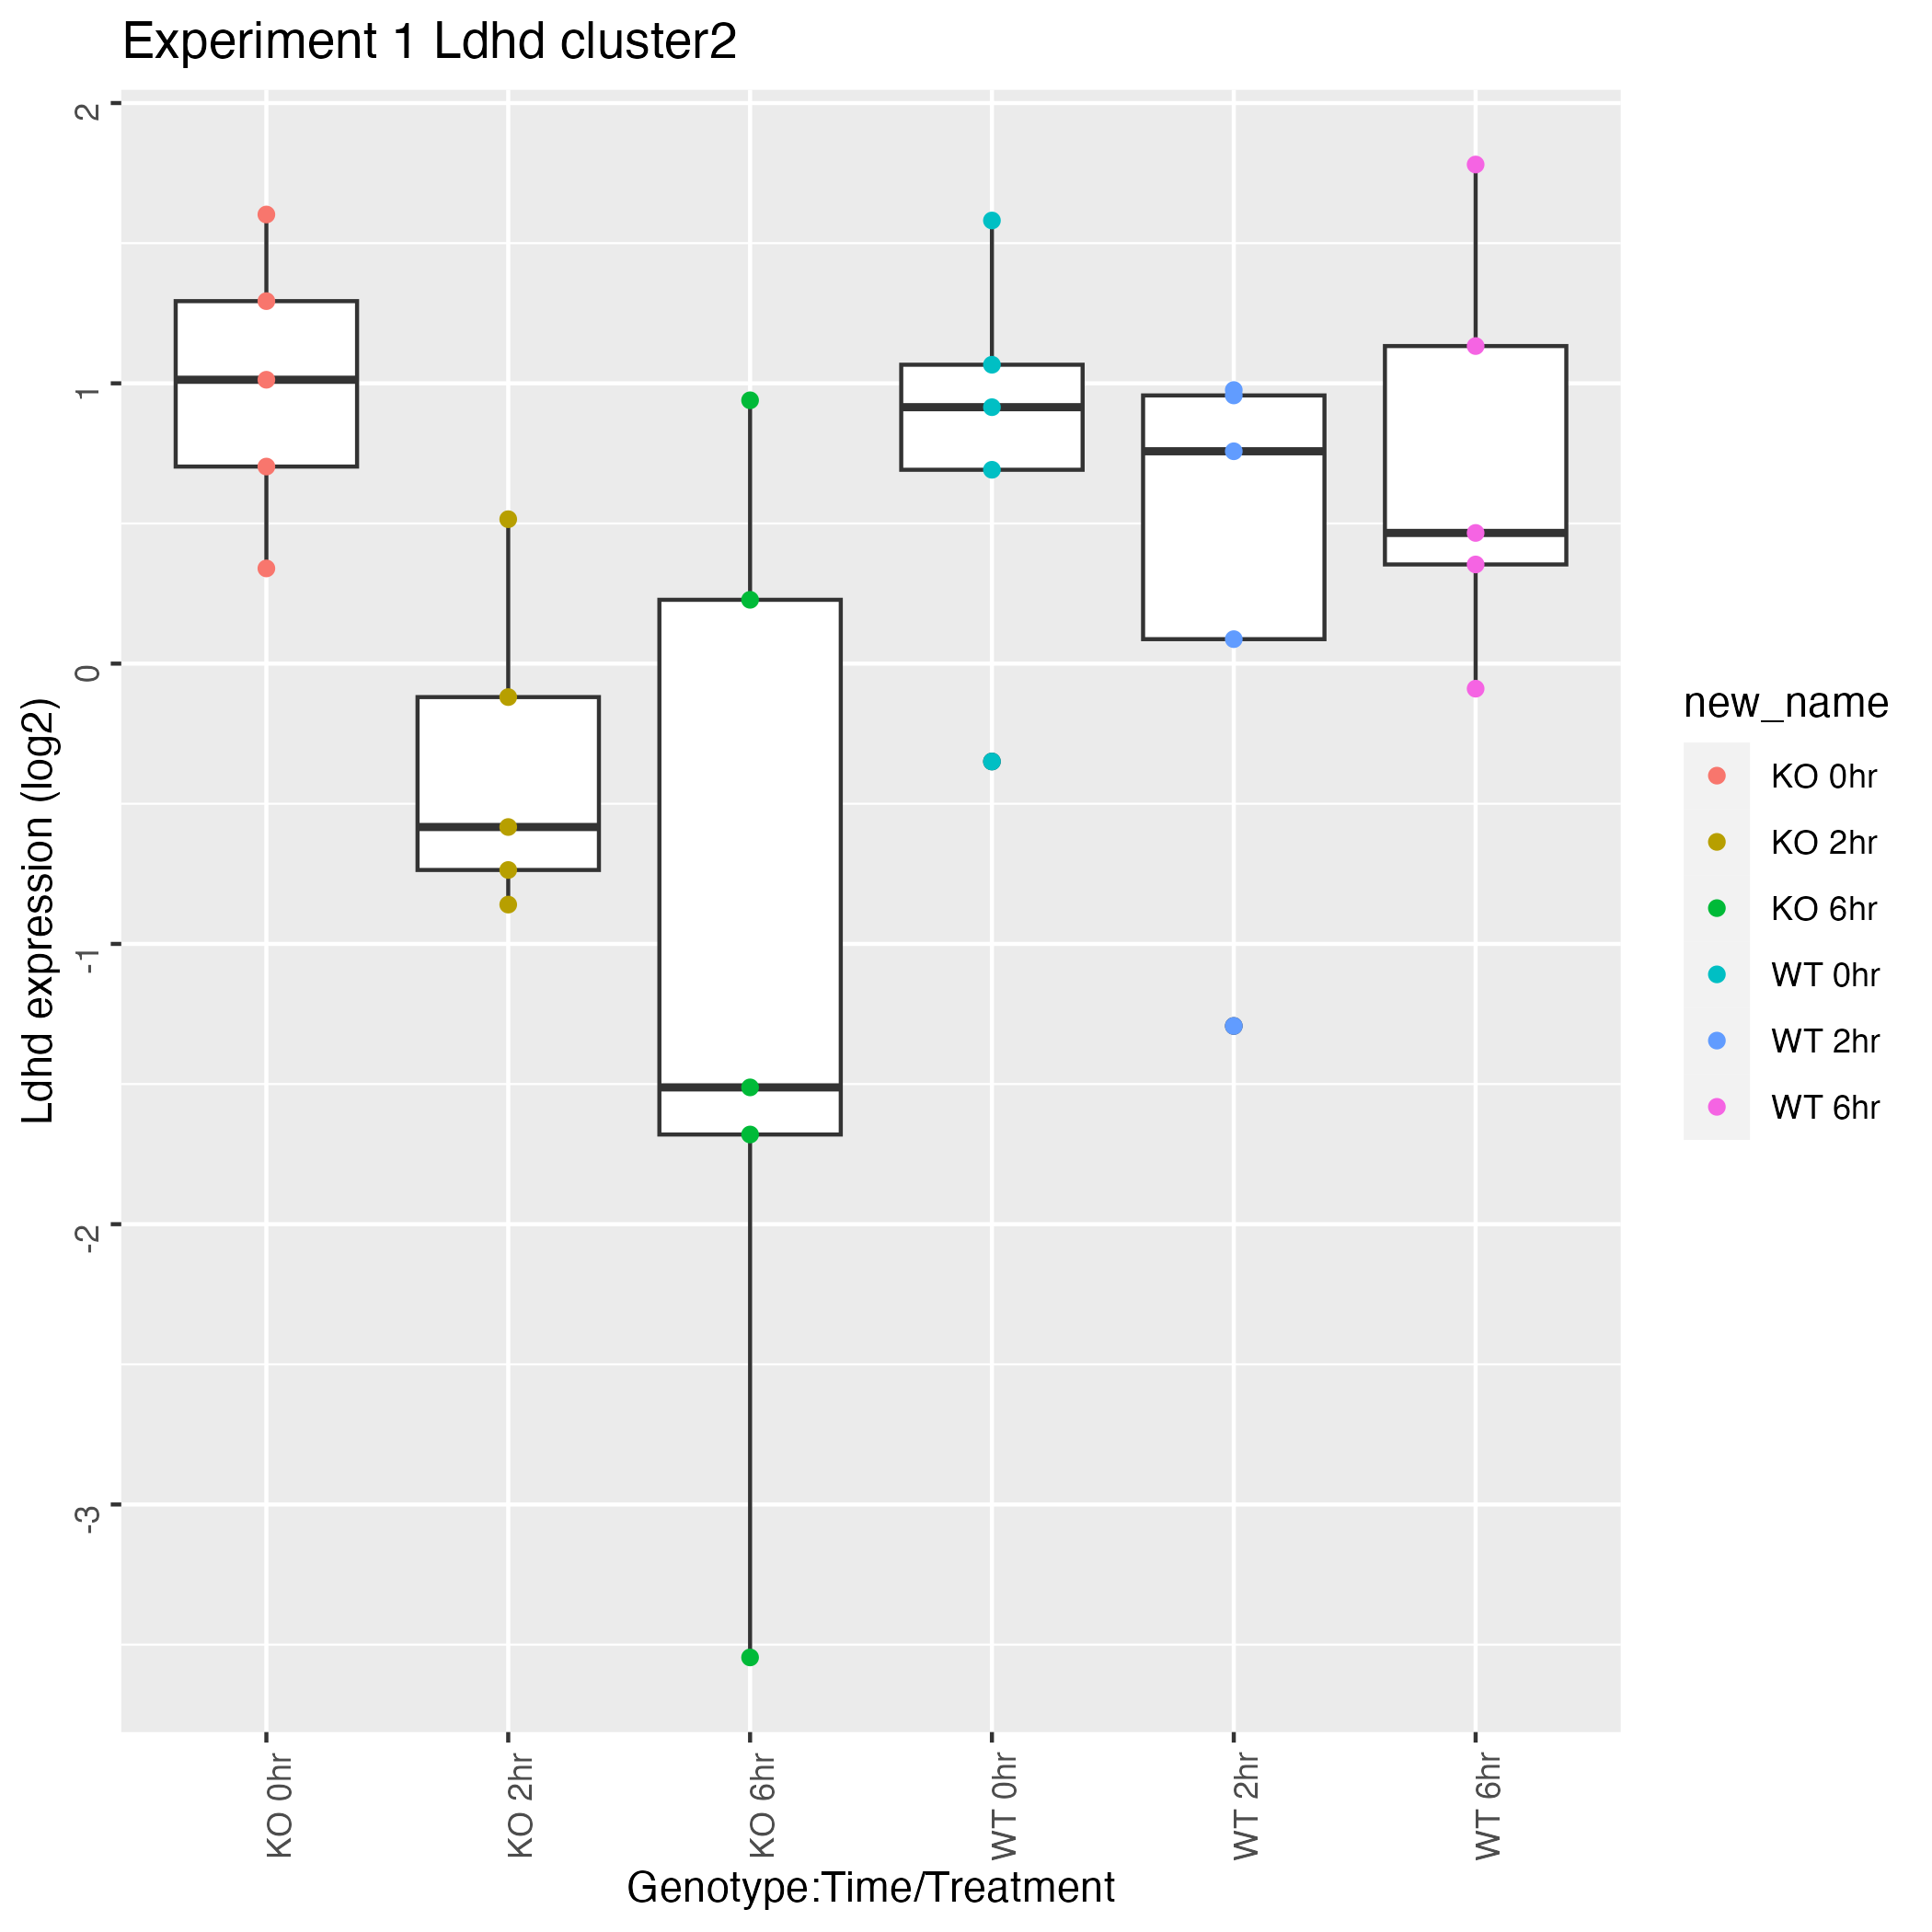 Experiment 1 Ldhd cluster2
Ldhd expression (log2)
2
1
0
-1
-2
-3
KO 0hr
KO 2hr
KO 6hr
WT 0hr
WT 2hr
WT 6hr
Genotype:Time/Treatment
new_name
KO 0hr
KO 2hr
KO 6hr
WT 0hr
WT 2hr
WT 6hr